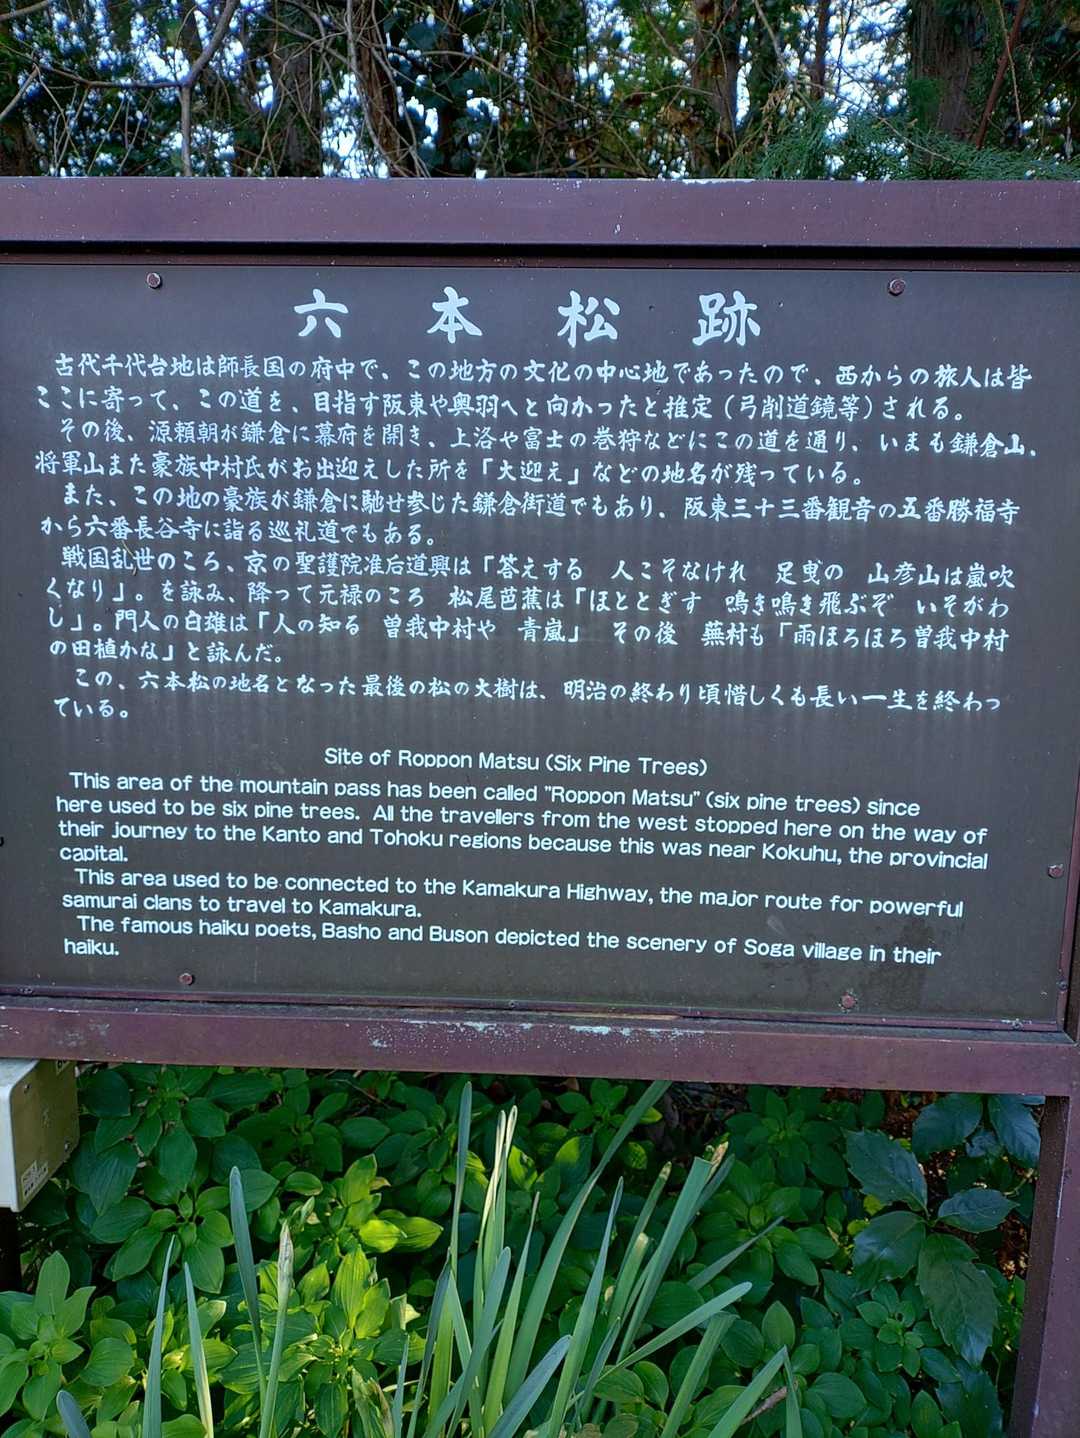 六本松跡
古代千代台地は師長国の府中で、この地方の文化の中心地であったので、西からの旅人は皆
ここに寄って、この道を、目指す阪東や奥羽へと向かったと推定(弓削道鏡等)される。
その後、源頼朝が鎌倉に幕府を開き、上洛や富士の巻狩などにこの道を通り、いまも鎌倉山、
将軍山また豪族中村氏がお出迎えした所を「大迎え」などの地名が残っている。
また、この地の豪族が鎌倉に馳せ参じた鎌倉街道でもあり、阪東三十三番観音の五番勝福寺
から六番長谷寺に詣る巡礼道でもある。
戦国乱世のころ、京の聖護院准后道興は「答えする 人こそなけれ 足曳の 山彦山は嵐吹
くなり」。を詠み、降って元禄のころ 松尾芭蕉は「ほととぎす 鳴き鳴き飛ぶぞ いそがわ
し」。門人の白雄は「人の知る 曽我中村や 青嵐」 その後 蕪村も「雨ほろほろ曽我中村
の田植かな」と詠んだ。
この、六本松の地名となった最後の松の大樹は、明治の終わり頃惜しくも長い一生を終わっ
ている。
Site of Roppon Matsu (Six Pine Trees)
This area of the mountain pass has been called "Roppon Matsu" (six pine trees) since
here used to be six pine trees. All the travellers from the west stopped here on the way of
their journey to the Kanto and Tohoku regions because this was near Kokuhu, the provincial
capital.
This area used to be connected to the Kamakura Highway, the major route for powerful
samurai clans to travel to Kamakura.
The famous haiku poets, Basho and Buson depicted the scenery of Soga village in their
haiku.